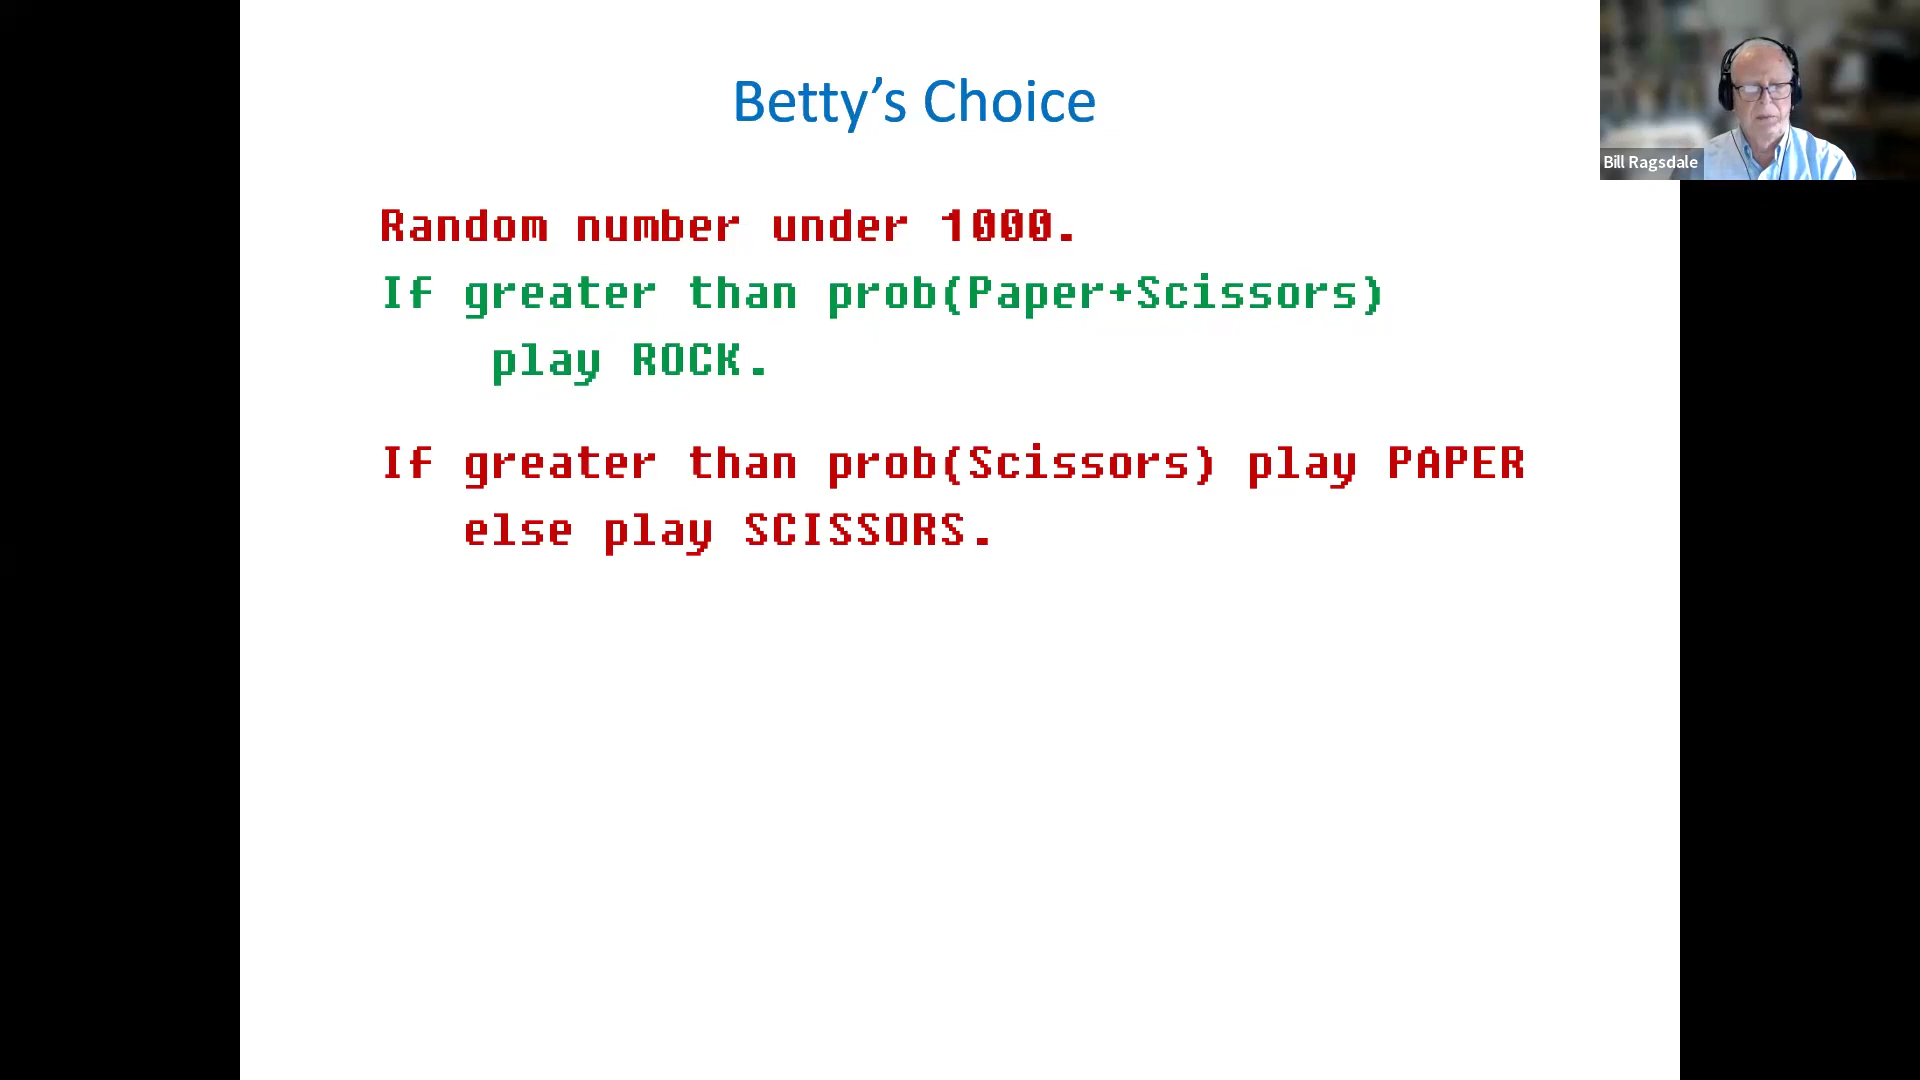 Betty’s Choice
Bill Ragsdale
Random number under 1000.
If greater than prob(Paper+Scissors)
play ROCK.
If greater than prob(Scissors) play PAPER
else play SCISSORS.